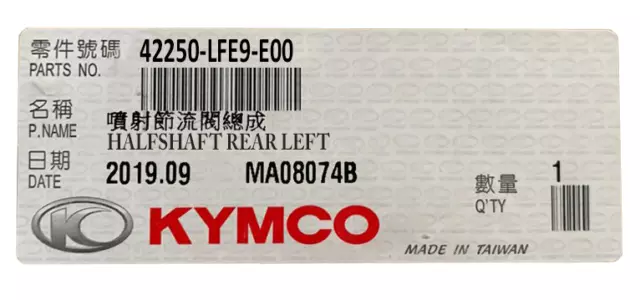 零件號碼 42250-LFE9-E00
PARTS NO.
名稱 噴射節流閥總成
P.NAME HALFSHAFT REAR LEFT
日期 2019.09 MA08074B 數量 1
DATE Q'TY
KYMCO
MADE IN TAIWAN